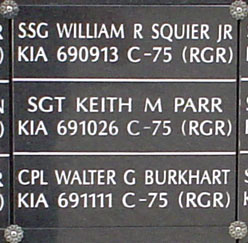 SSG WILLIAM R SQUIER JR
KIA 690913 C-75 (RGR)
SGT KEITH M PARR
KIA 691026 C-75 (RGR)
CPL WALTER G BURKHART
KIA 691111 C-75 (RGR)